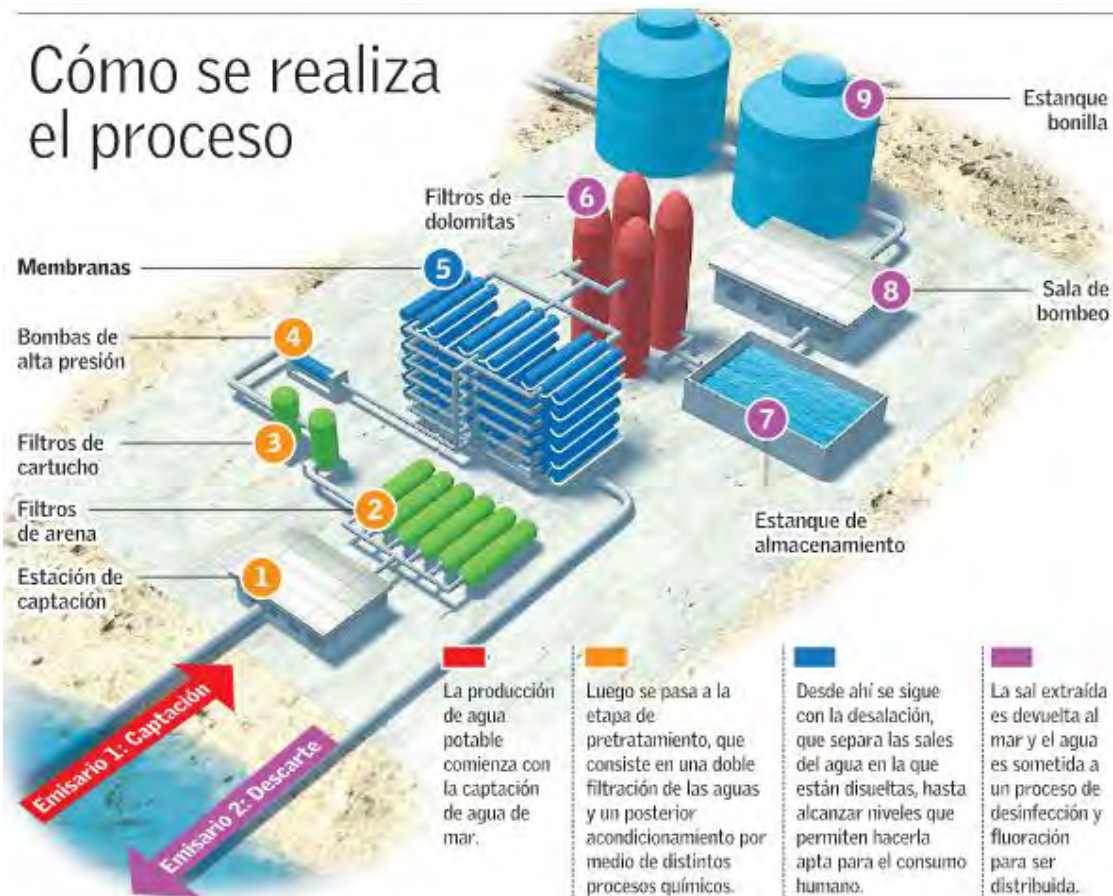 Cómo se realiza
el proceso
9
Estanque
bonilla
Filtros de
dolomitas
6
Membranas
5
8
Sala de
bombeo
Bombas de
alta presión
4
Filtros de
cartucho
3
7
Filtros
de arena
2
Estanque de
almacenamiento
Estación de
captación
1
Emisario 1: Captación
Emisario 2: Descarte
La producción
de agua
potable
comienza con
la captación
de agua de
mar.
Luego se pasa a la
etapa de
pretratamiento, que
consiste en una doble
filtración de las aguas
y un posterior
acondicionamiento por
medio de distintos
procesos químicos.
Desde ahí se sigue
con la desalación,
que separa las sales
del agua en la que
están disueltas, hasta
alcanzar niveles que
permiten hacerla
apta para el consumo
humano.
La sal extraída
es devuelta al
mar y el agua
es sometida a
un proceso de
desinfección y
fluoración
para ser
distribuida.